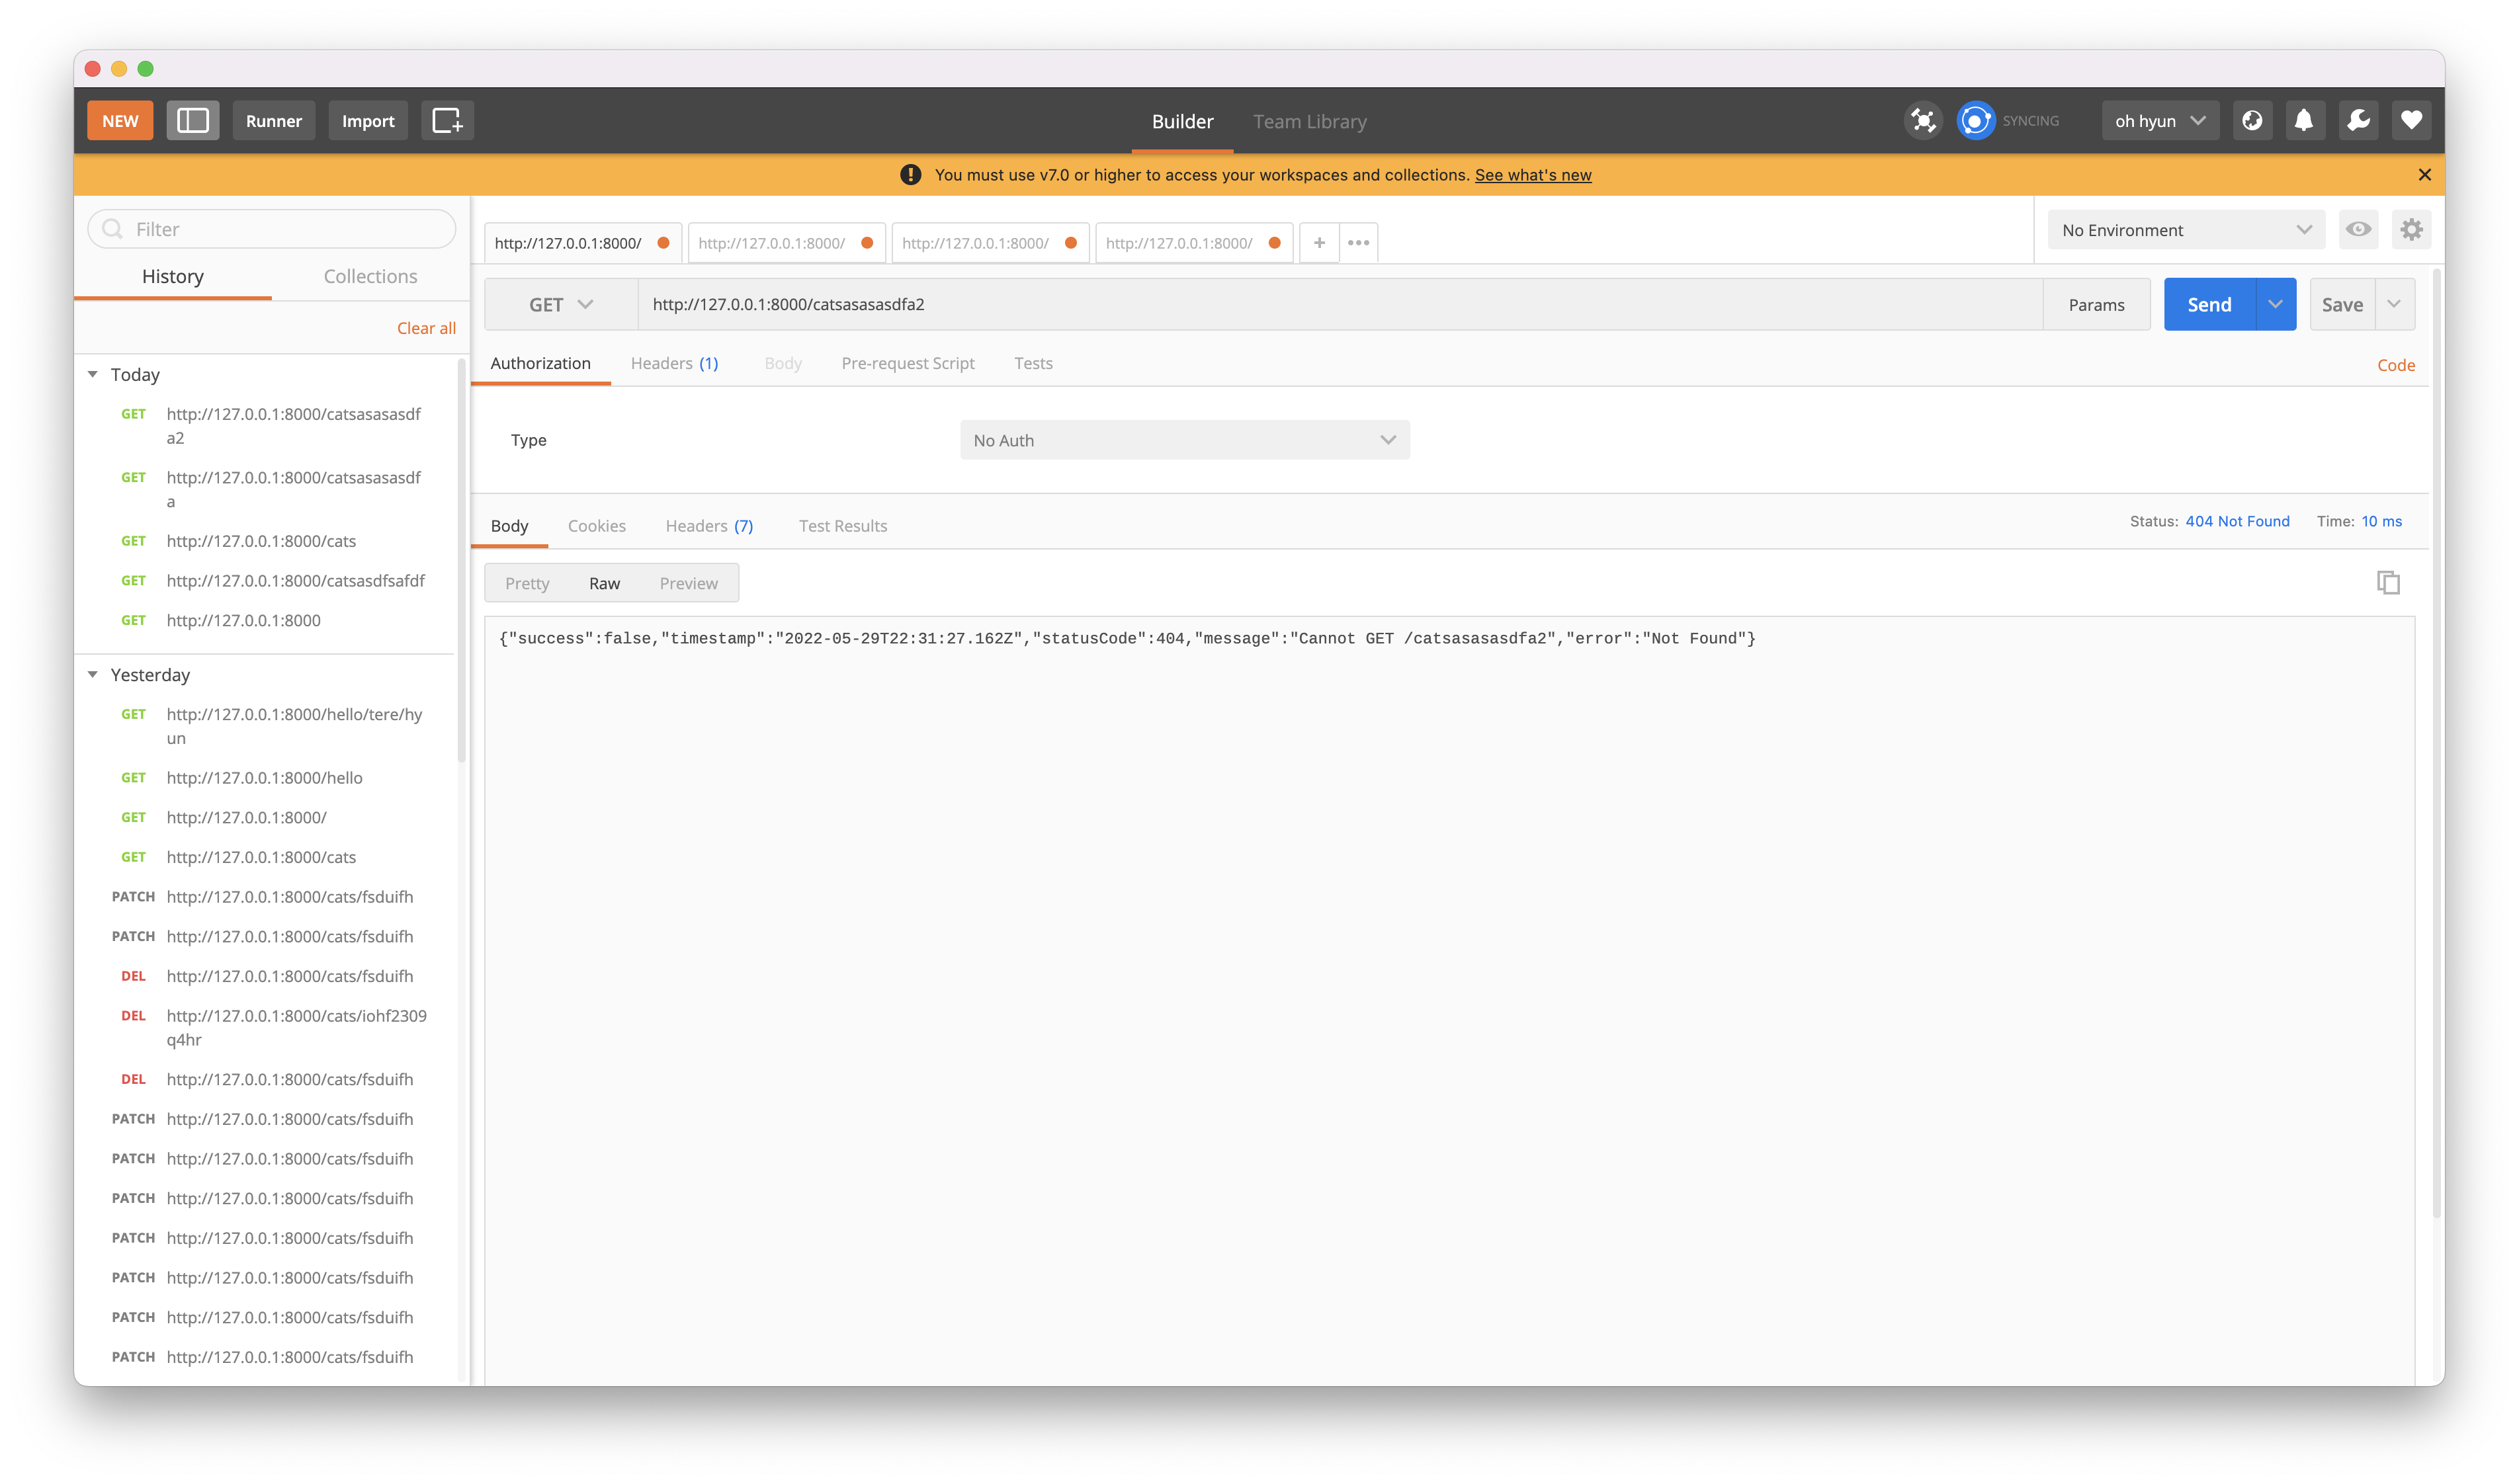 NEW Runner Import Builder Team Library SYNCING oh hyun
You must use v7.0 or higher to access your workspaces and collections. See what's new
Filter
History Collections
Clear all
Today
GET http://127.0.0.1:8000/catsasasasdf
a2
GET http://127.0.0.1:8000/catsasasasdf
a
GET http://127.0.0.1:8000/cats
GET http://127.0.0.1:8000/catsasdfsafdf
GET http://127.0.0.1:8000
Yesterday
GET http://127.0.0.1:8000/hello/tere/hy
un
GET http://127.0.0.1:8000/hello
GET http://127.0.0.1:8000/
GET http://127.0.0.1:8000/cats
PATCH http://127.0.0.1:8000/cats/fsduifh
PATCH http://127.0.0.1:8000/cats/fsduifh
DEL http://127.0.0.1:8000/cats/fsduifh
DEL http://127.0.0.1:8000/cats/iohf2309
q4hr
DEL http://127.0.0.1:8000/cats/fsduifh
PATCH http://127.0.0.1:8000/cats/fsduifh
PATCH http://127.0.0.1:8000/cats/fsduifh
PATCH http://127.0.0.1:8000/cats/fsduifh
PATCH http://127.0.0.1:8000/cats/fsduifh
PATCH http://127.0.0.1:8000/cats/fsduifh
PATCH http://127.0.0.1:8000/cats/fsduifh
PATCH http://127.0.0.1:8000/cats/fsduifh
http://127.0.0.1:8000/ http://127.0.0.1:8000/ http://127.0.0.1:8000/ http://127.0.0.1:8000/ + ••• No Environment
GET http://127.0.0.1:8000/catsasasasdfa2 Params Send Save
Authorization Headers (1) Body Pre-request Script Tests Code
Type No Auth
Body Cookies Headers (7) Test Results Status: 404 Not Found Time: 10 ms
Pretty Raw Preview
{"success":false,"timestamp":"2022-05-29T22:31:27.162Z","statusCode":404,"message":"Cannot GET /catsasasasdfa2","error":"Not Found"}